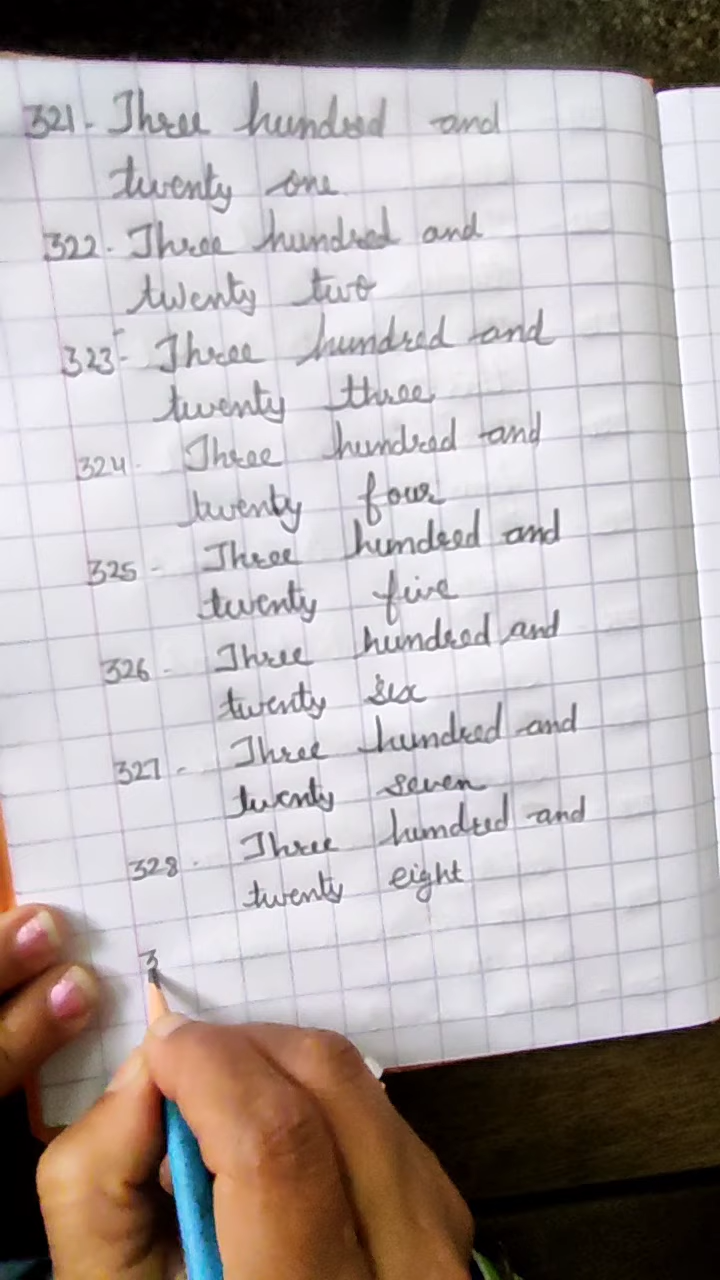 321. Three hundred and
twenty one
322. Three hundred and
twenty two
323- Three hundred and
twenty three
324. Three hundred and
twenty four
325- Three hundred and
twenty five
326- Three hundred and
twenty six
327- Three hundred and
twenty seven
328. Three hundred and
twenty eight
3